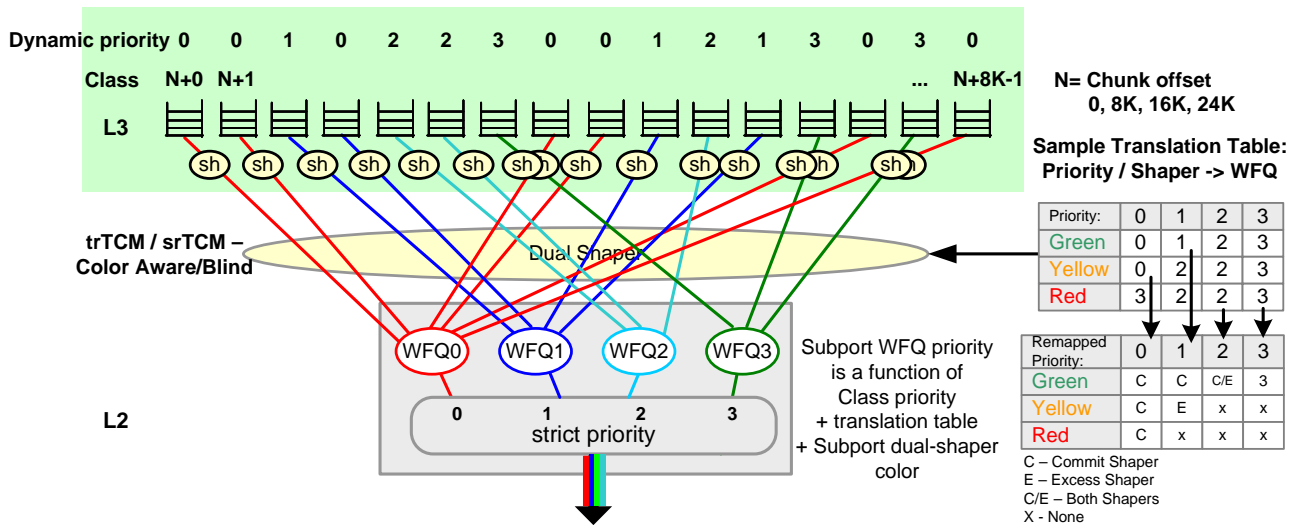 Dynamic priority 0 0 1 0 2 2 3 0 0 1 2 1 3 0 3 0
Class N+0 N+1 ... N+8K-1
L3
sh sh sh sh sh sh sh sh sh sh sh sh sh sh sh sh
N= Chunk offset
0, 8K, 16K, 24K
Sample Translation Table:
Priority / Shaper -> WFQ
Priority: 0 1 2 3
Green 0 1 2 3
Yellow 0 2 2 3
Red 3 2 2 3
trTCM / srTCM –
Color Aware/Blind
Dual Shaper
WFQ0 WFQ1 WFQ2 WFQ3
L2
0 1 2 3
strict priority
Support WFQ priority
is a function of
Class priority
+ translation table
+ Support dual-shaper
color
Remapped
Priority: 0 1 2 3
Green C C C/E 3
Yellow C E x x
Red C x x x
C – Commit Shaper
E – Excess Shaper
C/E – Both Shapers
X - None